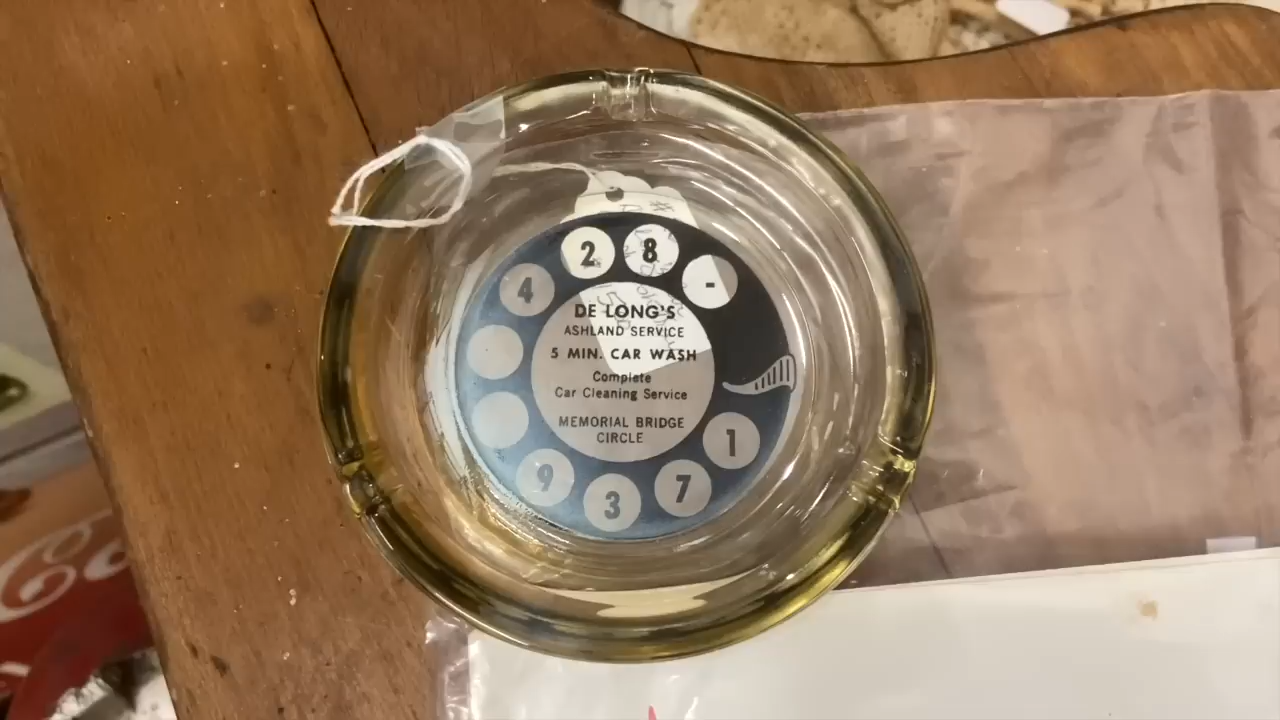 4 2 8 - 1 7 3 9
DE LONG'S
ASHLAND SERVICE
5 MIN. CAR WASH
Complete
Car Cleaning Service
MEMORIAL BRIDGE
CIRCLE
Co